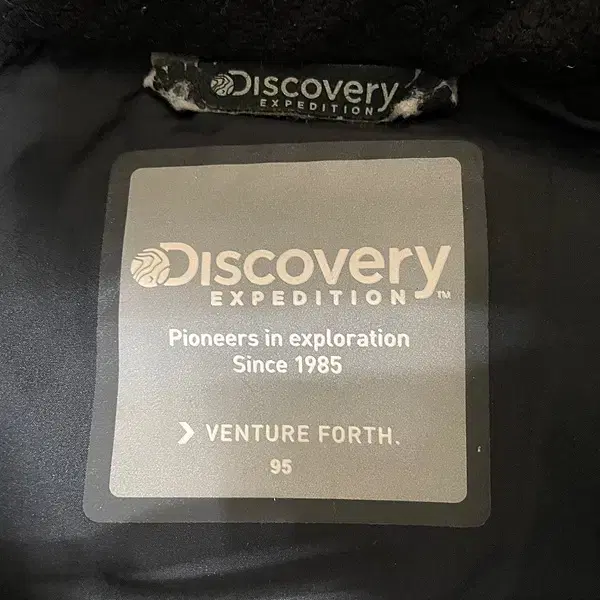 Discovery
EXPEDITION
Discovery
EXPEDITION™
Pioneers in exploration
Since 1985
> VENTURE FORTH.
95